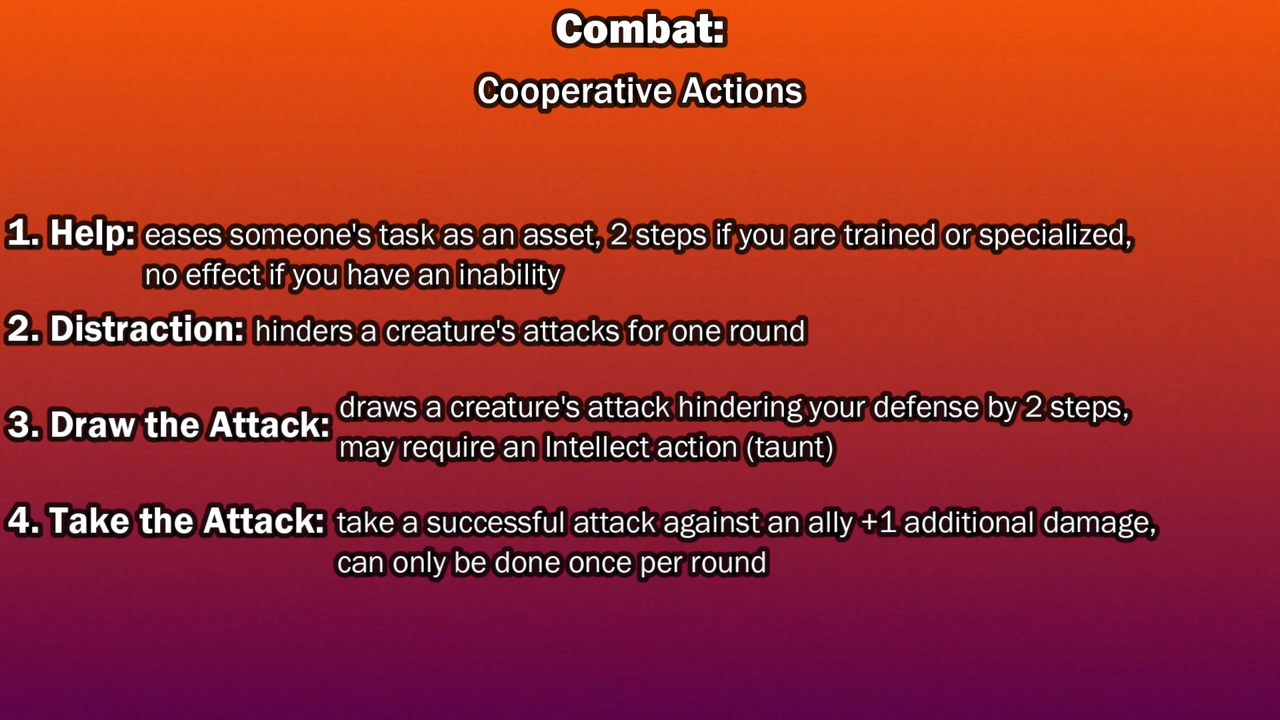 Combat:
Cooperative Actions
1. Help: eases someone's task as an asset, 2 steps if you are trained or specialized,
no effect if you have an inability
2. Distraction: hinders a creature's attacks for one round
3. Draw the Attack: draws a creature's attack hindering your defense by 2 steps,
may require an Intellect action (taunt)
4. Take the Attack: take a successful attack against an ally +1 additional damage,
can only be done once per round